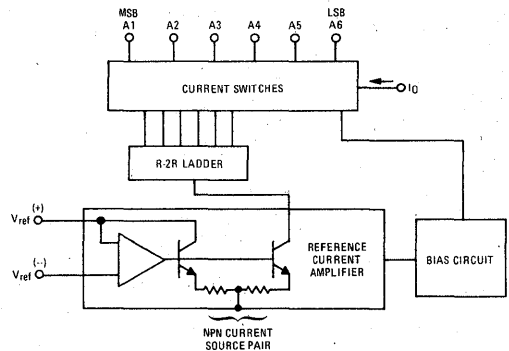 MSB LSB
A1 A2 A3 A4 A5 A6
CURRENT SWITCHES
IO
R-2R LADDER
(+)
Vref
(--)
Vref
REFERENCE
CURRENT
AMPLIFIER
BIAS CIRCUIT
NPN CURRENT
SOURCE PAIR